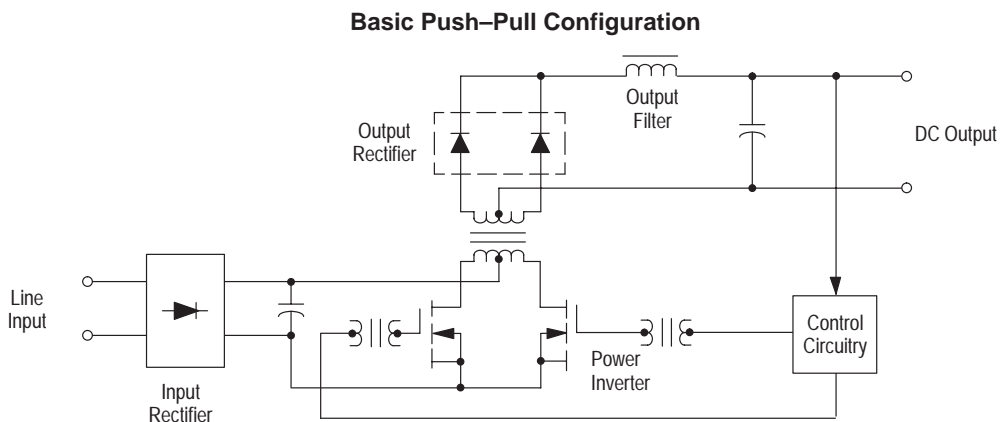 Basic Push–Pull Configuration
Output
Filter
Output
Rectifier
DC Output
Line
Input
Input
Rectifier
Power
Inverter
Control
Circuitry